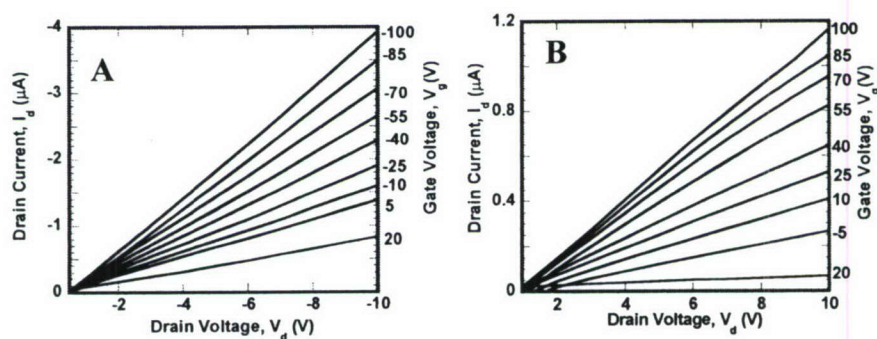 A
Drain Current, I_d (μA)
-4
-3
-2
-1
0
-2 -4 -6 -8 -10
Drain Voltage, V_d (V)
-100
-85
-70
-55
-40
-25
-10
5
20
Gate Voltage, V_g(V)
B
Drain Current, I_d (μA)
1.2
0.8
0.4
0
2 4 6 8 10
Drain Voltage, V_d (V)
100
85
70
55
40
25
10
-5
20
Gate Voltage, V_g(V)